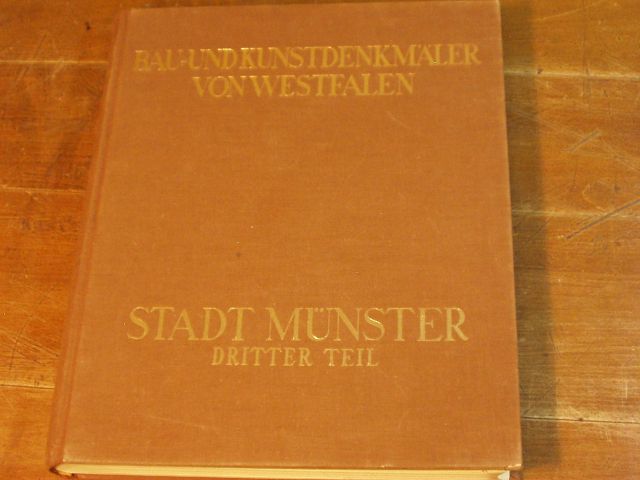 BAU- UND KUNSTDENKMÄLER
VON WESTFALEN
STADT MÜNSTER
DRITTER TEIL